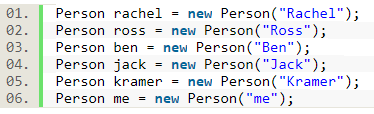 01. Person rachel = new Person("Rachel");
02. Person ross = new Person("Ross");
03. Person ben = new Person("Ben");
04. Person jack = new Person("Jack");
05. Person kramer = new Person("Kramer");
06. Person me = new Person("me");